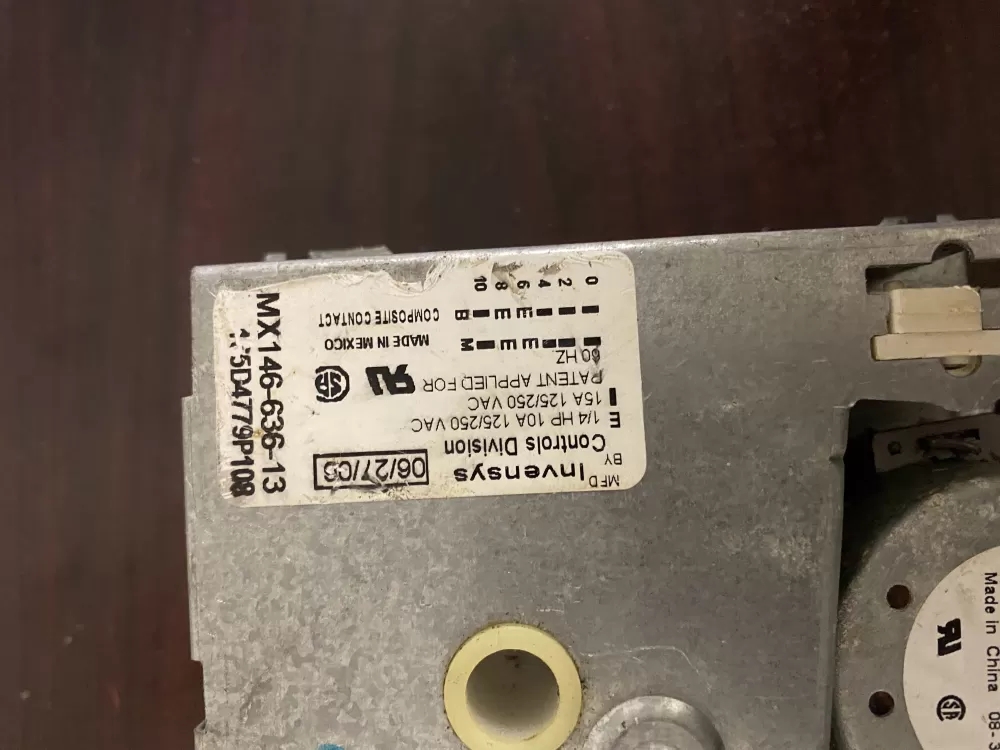 MFD
BY Invensys
Controls Division
06/27/06
E 1/4 HP 10A 125/250 VAC
15A 125/250 VAC
PATENT APPLIED FOR
60 HZ
MADE IN MEXICO
COMPOSITE CONTACT
M E E
B E E
0 2 4 6 8 10
MX146-636-13
175D4779P108
Made in China 08-